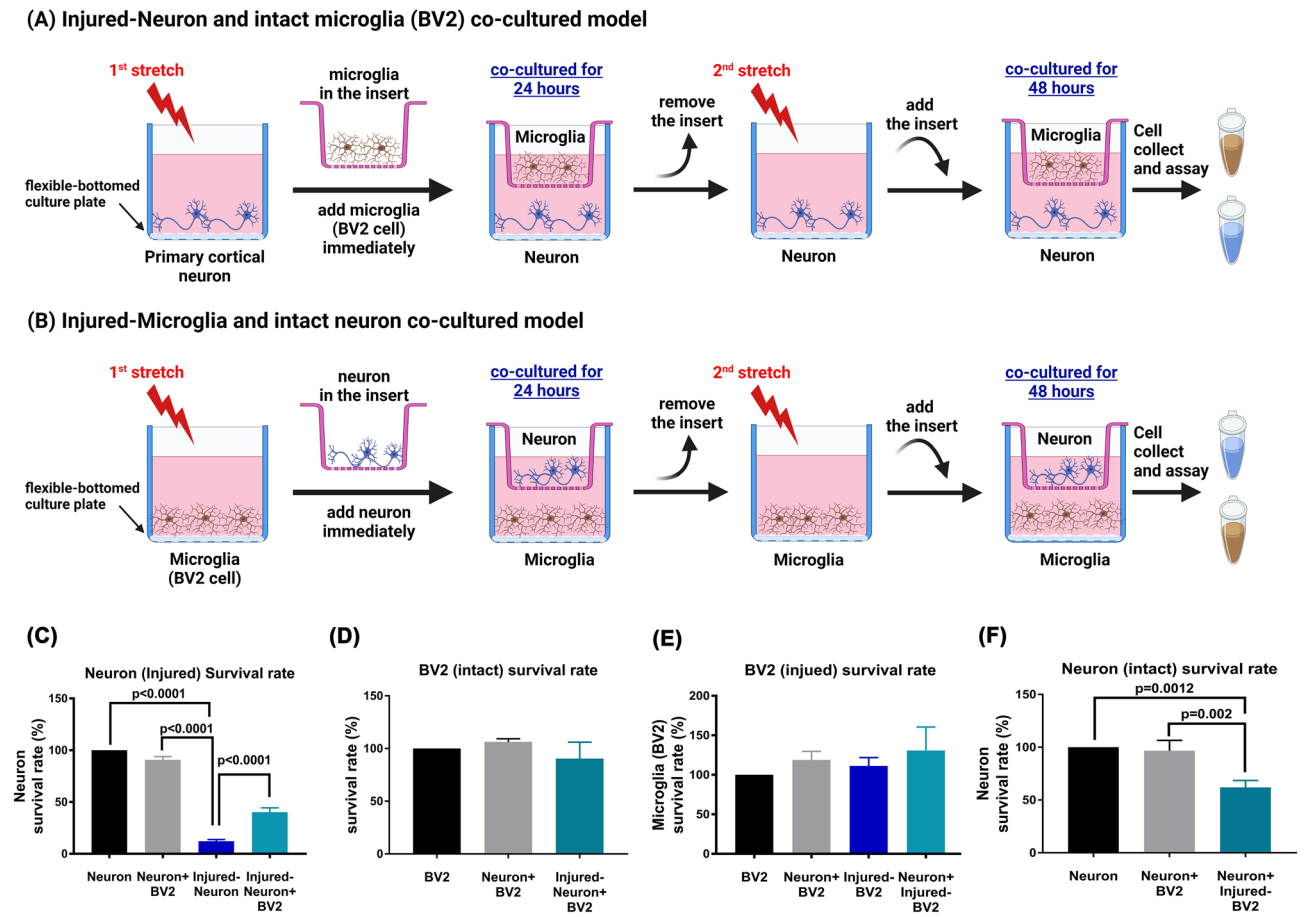 (A) Injured-Neuron and intact microglia (BV2) co-cultured model
1st stretch
microglia
in the insert
co-cultured for
24 hours
2nd stretch
co-cultured for
48 hours
remove
the insert
add
the insert
Microglia
Microglia
Cell
collect
and assay
flexible-bottomed
culture plate
add microglia
(BV2 cell)
immediately
Primary cortical
neuron
Neuron
Neuron
Neuron
(B) Injured-Microglia and intact neuron co-cultured model
1st stretch
neuron
in the insert
co-cultured for
24 hours
2nd stretch
co-cultured for
48 hours
remove
the insert
add
the insert
Neuron
Neuron
Cell
collect
and assay
flexible-bottomed
culture plate
add neuron
immediately
Microglia
(BV2 cell)
Microglia
Microglia
Microglia
(C)
Neuron (Injured) Survival rate
Neuron
survival rate (%)
150
100
50
0
p<0.0001
p<0.0001
p<0.0001
Neuron
Neuron+
BV2
Injured-
Neuron
Injured-
Neuron+
BV2
(D)
BV2 (intact) survival rate
150
100
50
0
BV2
Neuron+
BV2
Injured-
Neuron+
BV2
(E)
BV2 (injued) survival rate
Microglia (BV2)
survival rate (%)
200
150
100
50
0
BV2
Neuron+
BV2
Injured-
BV2
Neuron+
Injured-
BV2
(F)
Neuron (intact) survival rate
Neuron
survival rate (%)
150
100
50
0
p=0.0012
p=0.002
Neuron
Neuron+
BV2
Neuron+
Injured-
BV2